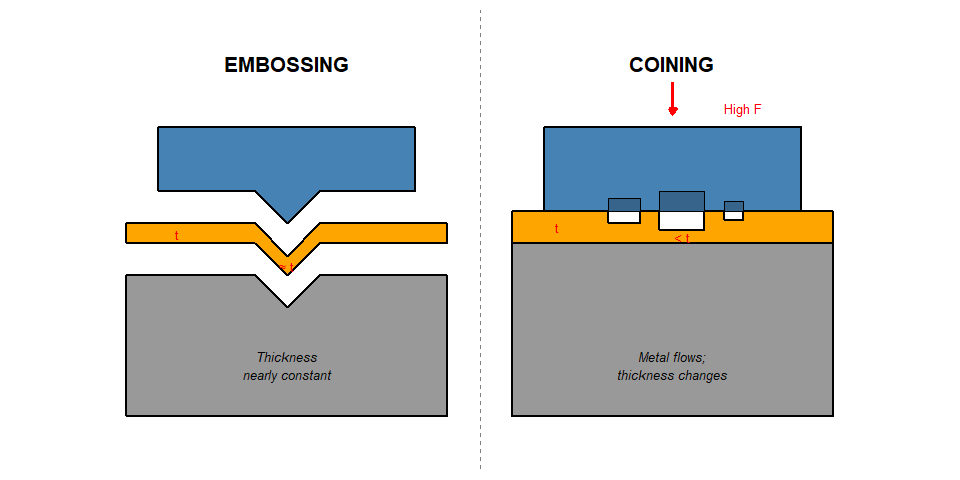 EMBOSSING
t
≈ t
Thickness
nearly constant
COINING
High F
t
< t
Metal flows;
thickness changes